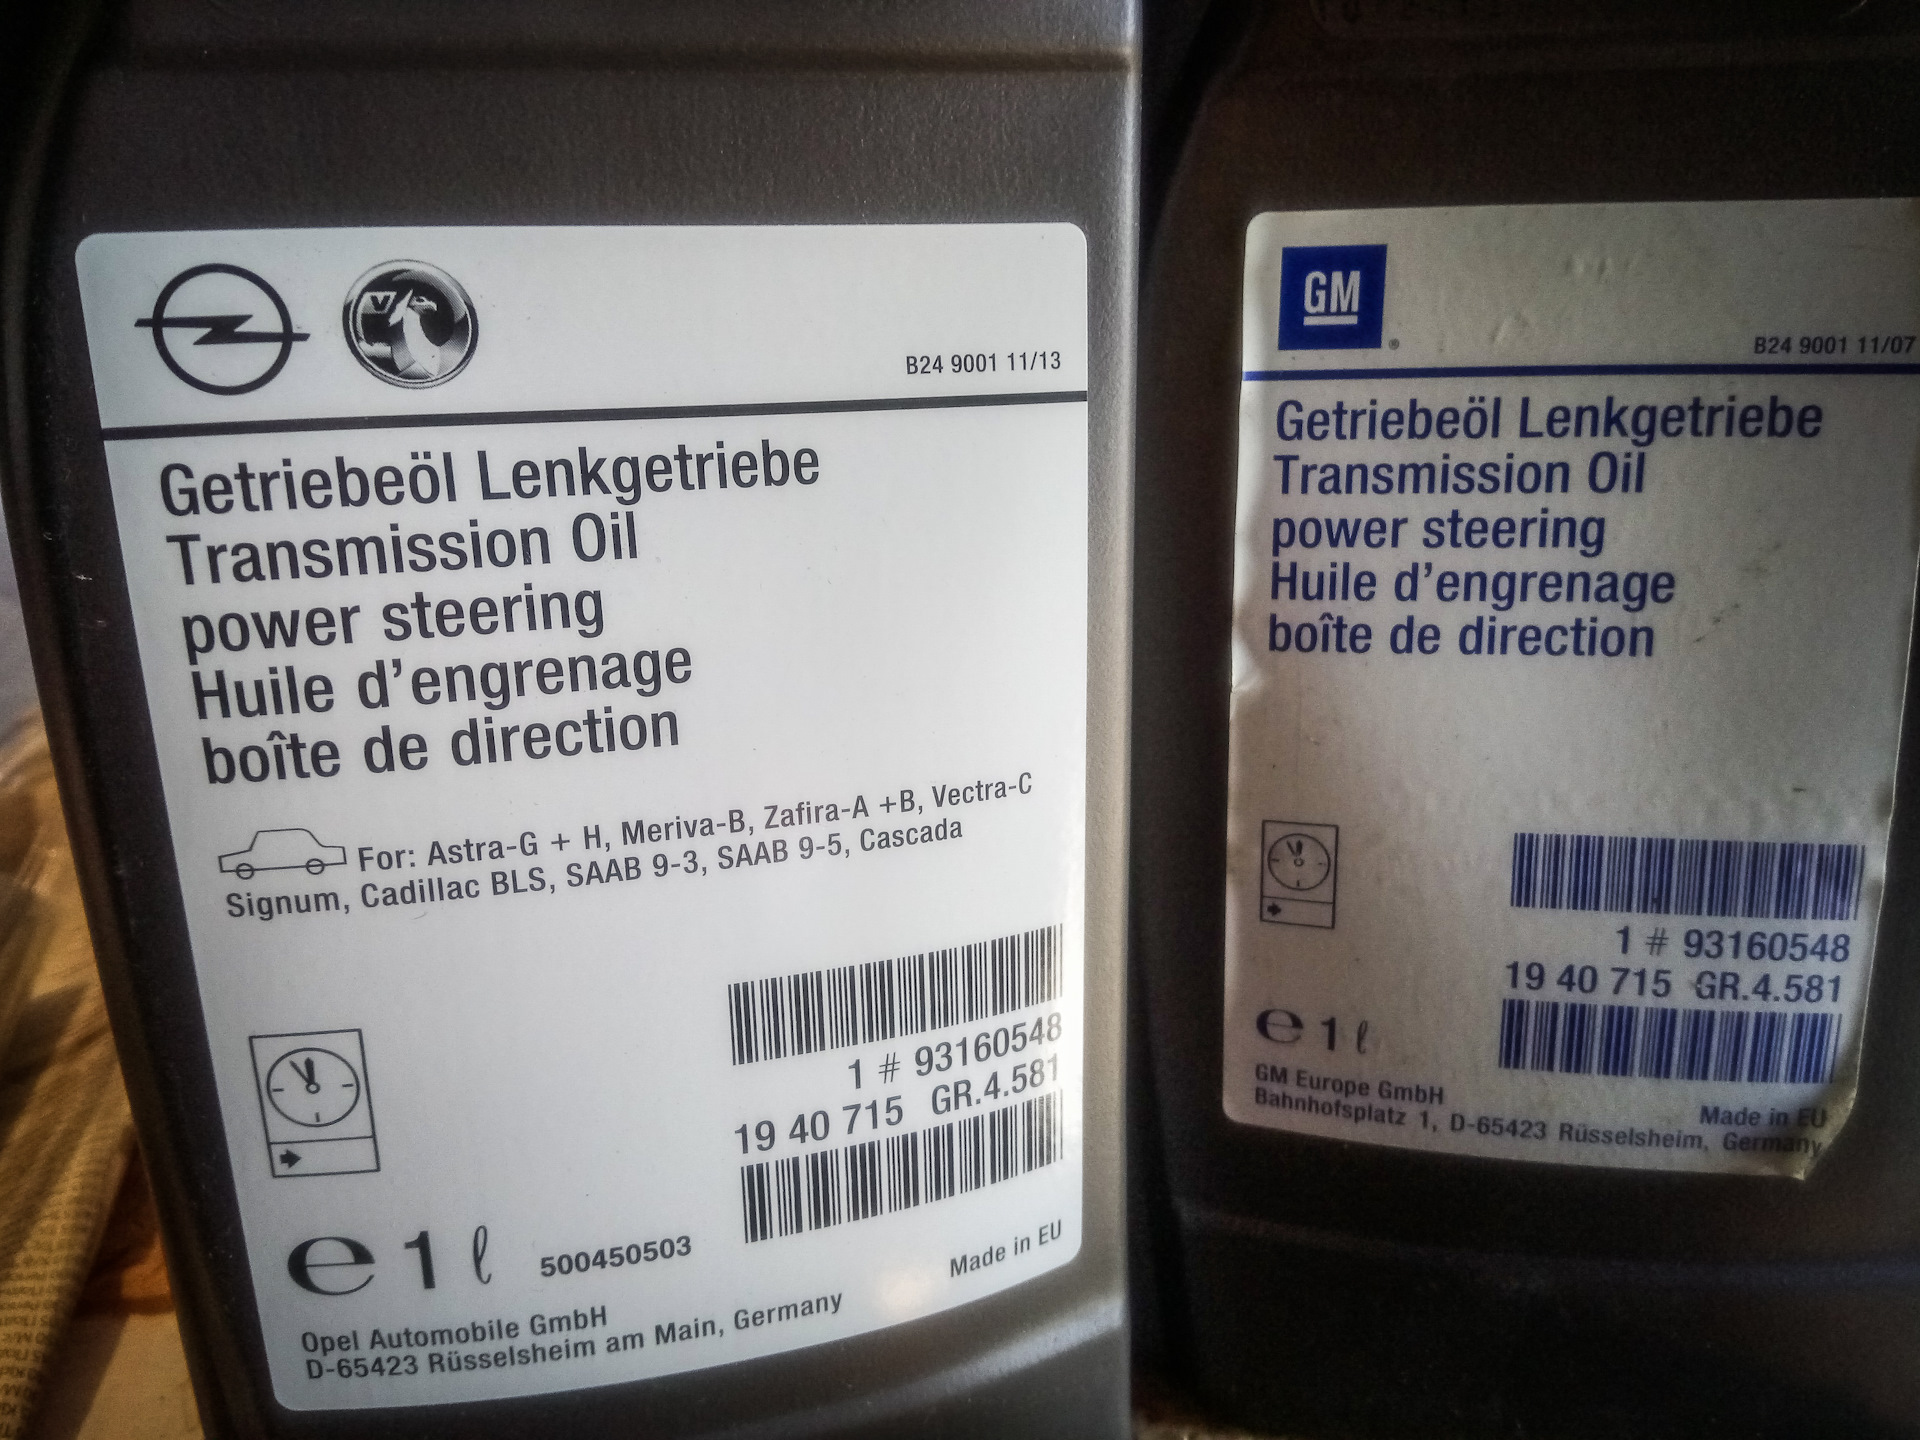 B24 9001 11/13
Getriebeöl Lenkgetriebe
Transmission Oil
power steering
Huile d'engrenage
boîte de direction
For: Astra-G + H, Meriva-B, Zafira-A +B, Vectra-C
Signum, Cadillac BLS, SAAB 9-3, SAAB 9-5, Cascada
1 # 93160548
19 40 715 GR.4.581
e 1 ℓ 500450503
Made in EU
Opel Automobile GmbH
D-65423 Rüsselsheim am Main, Germany
GM ®
B24 9001 11/07
Getriebeöl Lenkgetriebe
Transmission Oil
power steering
Huile d'engrenage
boîte de direction
1 # 93160548
19 40 715 GR.4.581
e 1 ℓ
GM Europe GmbH
Made in EU
Bahnhofsplatz 1, D-65423 Rüsselsheim, Germany